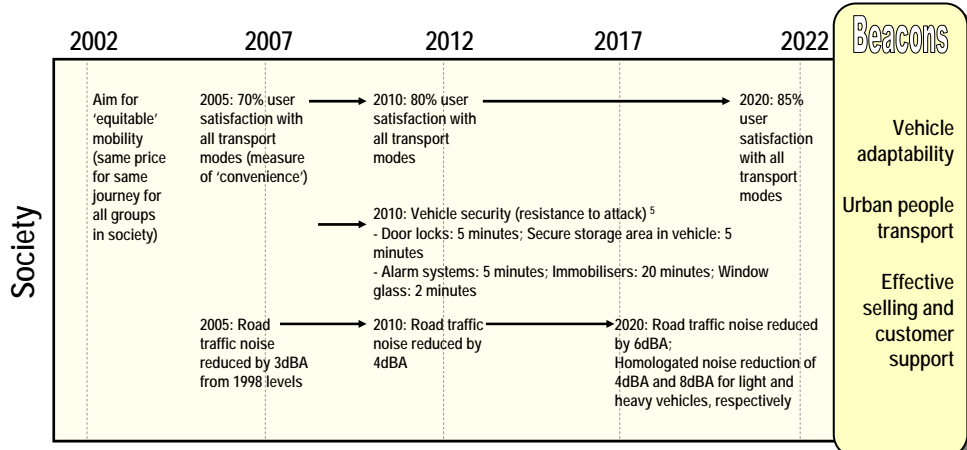 2002 2007 2012 2017 2022
Beacons
Society
Aim for
‘equitable’
mobility
(same price
for same
journey for
all groups
in society)
2005: 70% user
satisfaction with
all transport
modes (measure
of ‘convenience’)
2010: 80% user
satisfaction with
all transport
modes
2020: 85%
user
satisfaction
with all
transport
modes
2010: Vehicle security (resistance to attack) 5
- Door locks: 5 minutes; Secure storage area in vehicle: 5
minutes
- Alarm systems: 5 minutes; Immobilisers: 20 minutes; Window
glass: 2 minutes
2005: Road
traffic noise
reduced by 3dBA
from 1998 levels
2010: Road traffic
noise reduced by
4dBA
2020: Road traffic noise reduced
by 6dBA;
Homologated noise reduction of
4dBA and 8dBA for light and
heavy vehicles, respectively
Vehicle
adaptability
Urban people
transport
Effective
selling and
customer
support